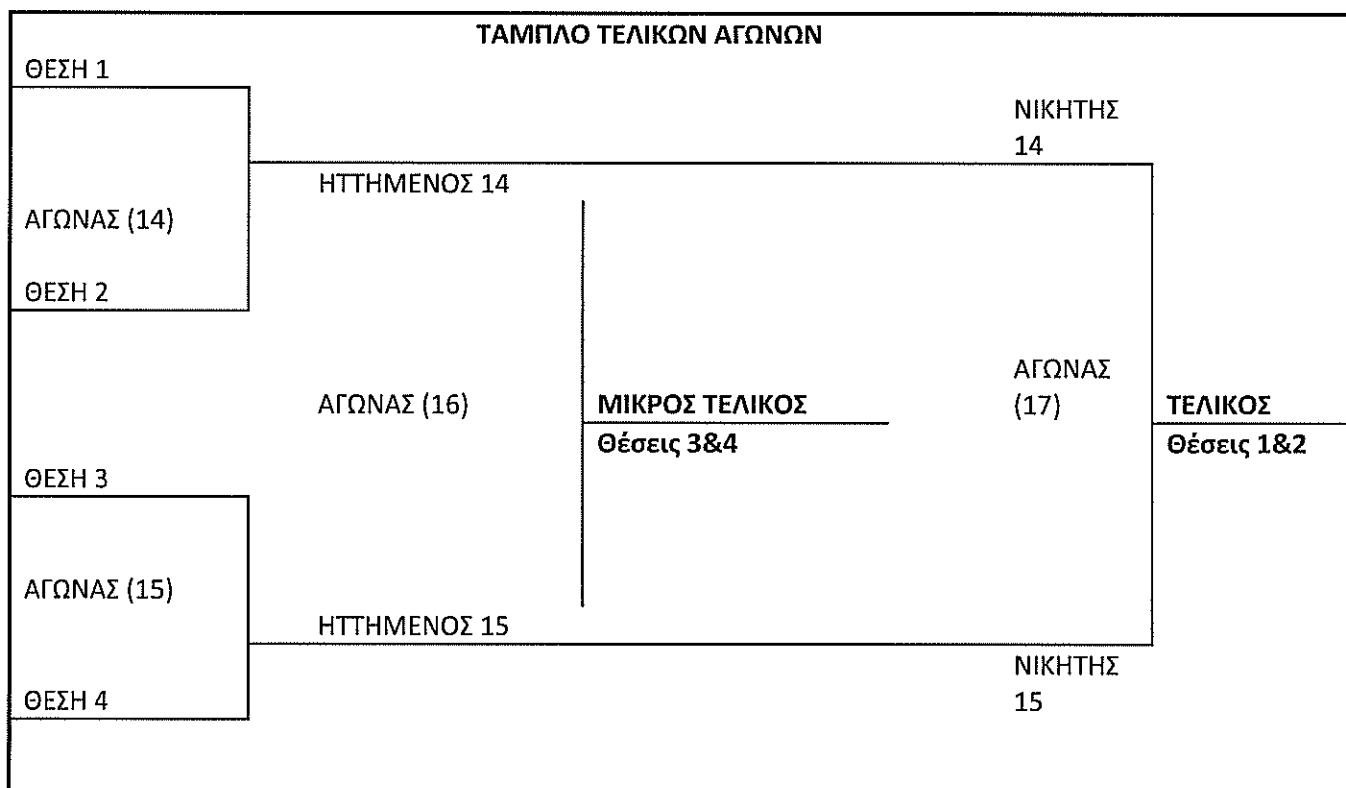 ΤΑΜΠΛΟ ΤΕΛΙΚΩΝ ΑΓΩΝΩΝ
ΘΕΣΗ 1
ΝΙΚΗΤΗΣ
14
ΗΤΤΗΜΕΝΟΣ 14
ΑΓΩΝΑΣ (14)
ΘΕΣΗ 2
ΑΓΩΝΑΣ (16)
ΜΙΚΡΟΣ ΤΕΛΙΚΟΣ
Θέσεις 3&4
ΑΓΩΝΑΣ
(17)
ΤΕΛΙΚΟΣ
Θέσεις 1&2
ΘΕΣΗ 3
ΑΓΩΝΑΣ (15)
ΗΤΤΗΜΕΝΟΣ 15
ΝΙΚΗΤΗΣ
15
ΘΕΣΗ 4